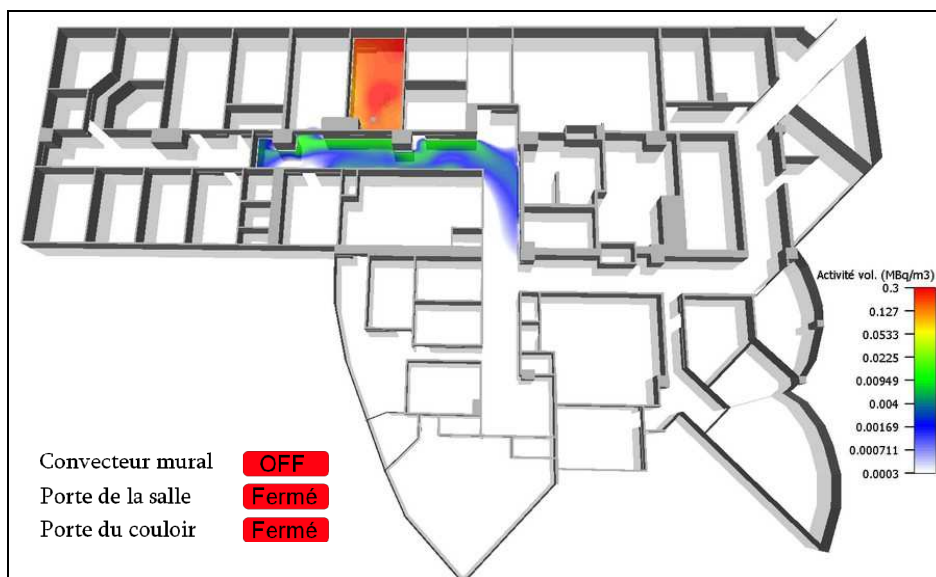 Activité vol. (MBq/m3)
0.3
0.127
0.0533
0.0225
0.00949
0.004
0.00169
0.000711
0.0003
Convecteur mural OFF
Porte de la salle Fermé
Porte du couloir Fermé